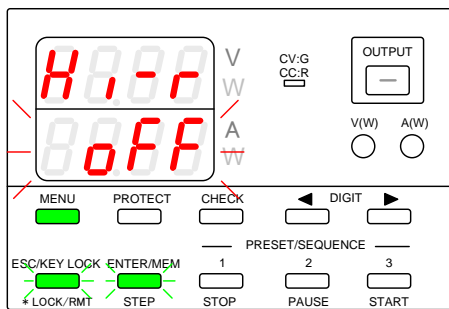 Hi-r V
W
oFF A
W
CV:G
CC:R
OUTPUT
V(W) A(W)
MENU PROTECT CHECK ◀ DIGIT ▶
PRESET/SEQUENCE
ESC/KEY LOCK ENTER/MEM 1 2 3
* LOCK/RMT STEP STOP PAUSE START